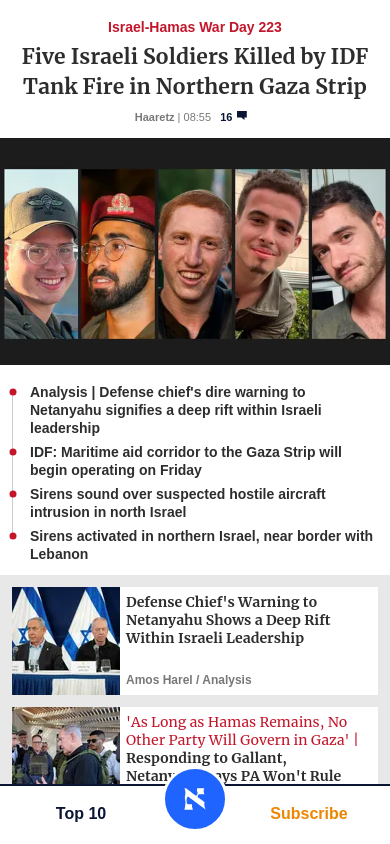 Israel-Hamas War Day 223
Five Israeli Soldiers Killed by IDF
Tank Fire in Northern Gaza Strip
Haaretz | 08:55 16
Analysis | Defense chief's dire warning to
Netanyahu signifies a deep rift within Israeli
leadership
IDF: Maritime aid corridor to the Gaza Strip will
begin operating on Friday
Sirens sound over suspected hostile aircraft
intrusion in north Israel
Sirens activated in northern Israel, near border with
Lebanon
Defense Chief's Warning to
Netanyahu Shows a Deep Rift
Within Israeli Leadership
Amos Harel / Analysis
'As Long as Hamas Remains, No
Other Party Will Govern in Gaza' |
Responding to Gallant,
PA Won't Rule
Top 10
Subscribe